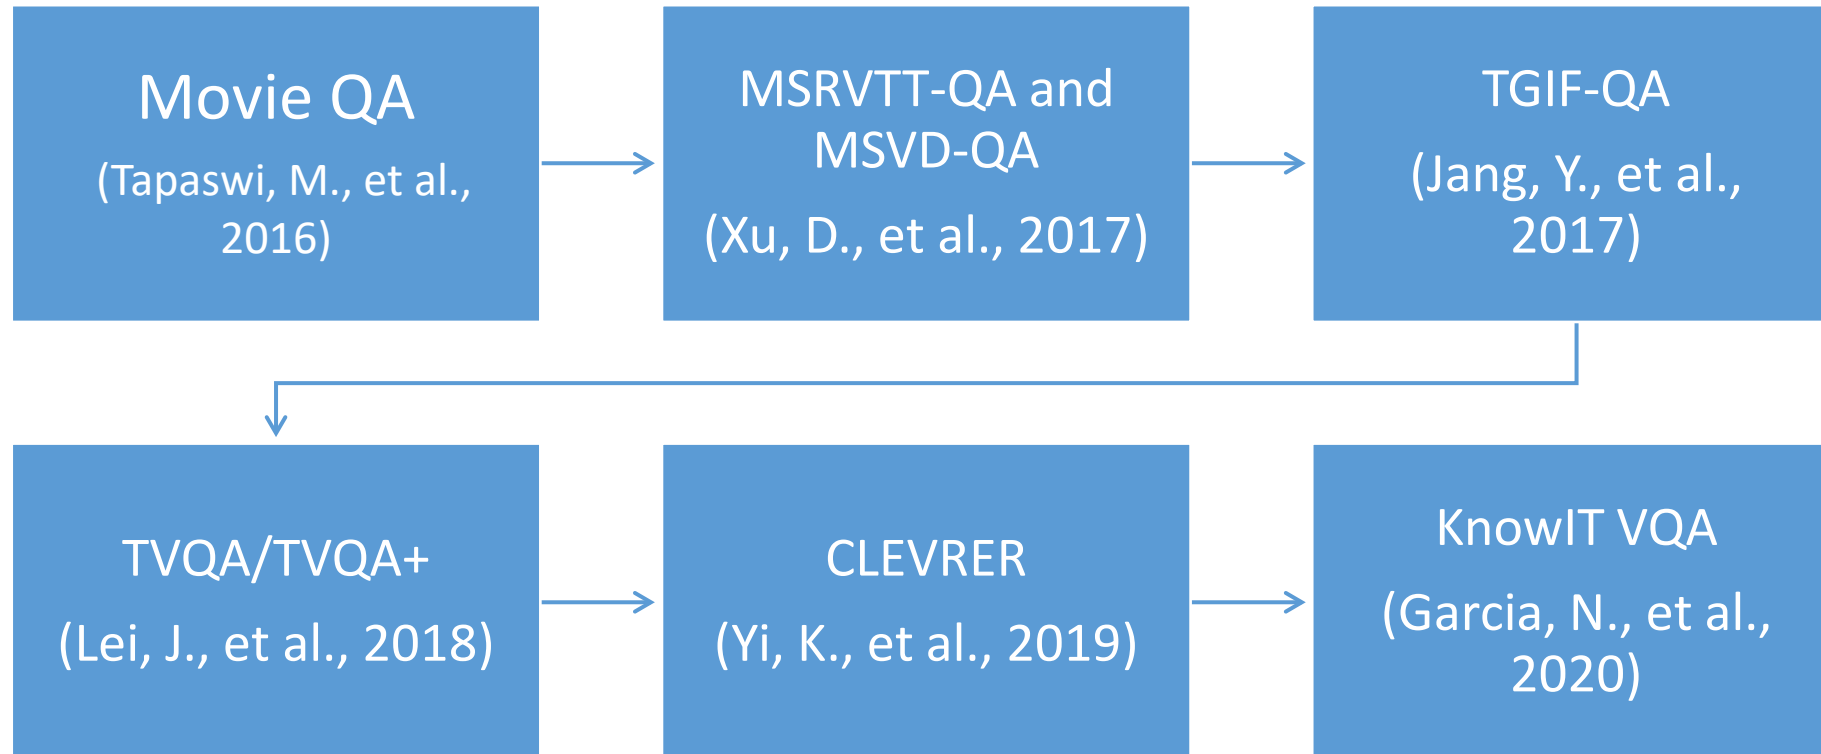 Movie QA
(Tapaswi, M., et al.,
2016)
MSRVTT-QA and
MSVD-QA
(Xu, D., et al., 2017)
TGIF-QA
(Jang, Y., et al.,
2017)
TVQA/TVQA+
(Lei, J., et al., 2018)
CLEVRER
(Yi, K., et al., 2019)
KnowIT VQA
(Garcia, N., et al.,
2020)